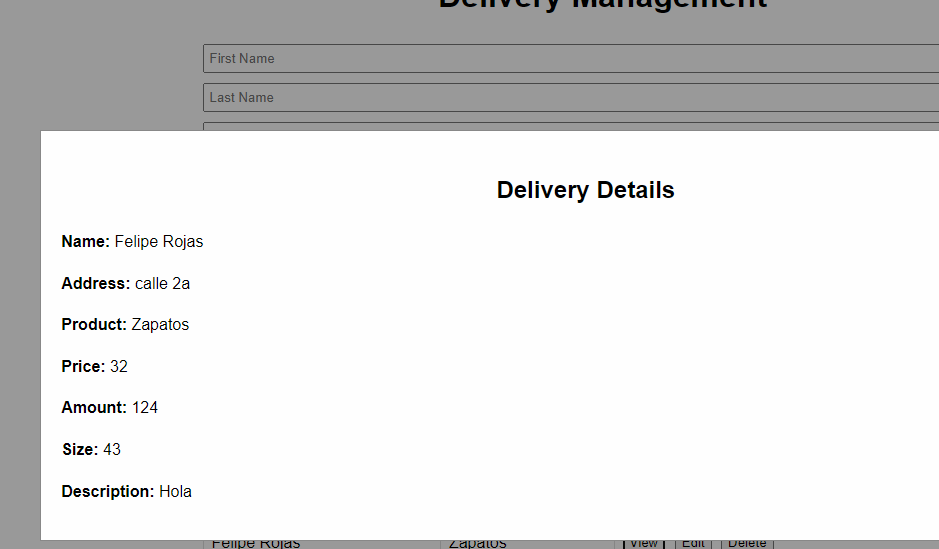 Delivery Management
First Name
Last Name
Delivery Details
Name: Felipe Rojas
Address: calle 2a
Product: Zapatos
Price: 32
Amount: 124
Size: 43
Description: Hola
Felipe Rojas Zapatos View Edit Delete